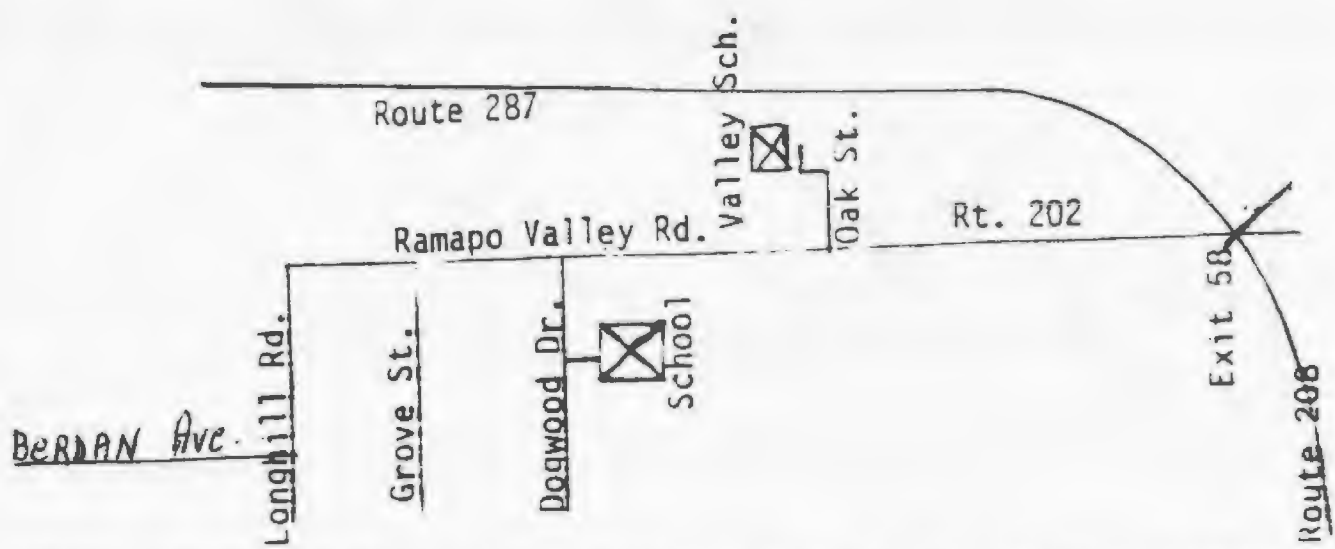 Route 287
Valley Sch.
Oak St.
Rt. 202
Ramapo Valley Rd.
Exit 58
Route 208
Longhill Rd.
Grove St.
Dogwood Dr.
School
BERDAN Ave.